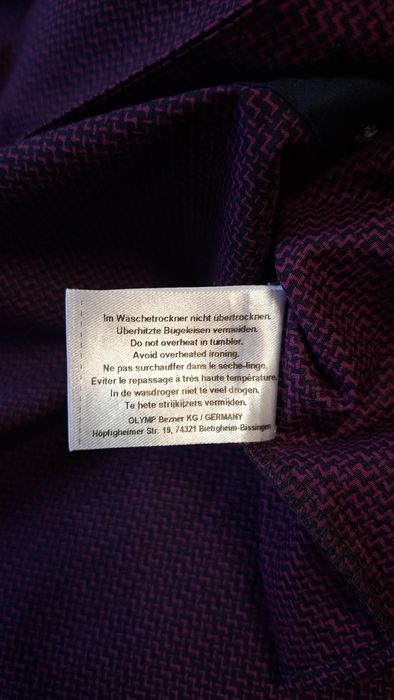 Im Wäschetrockner nicht übertrocknen.
Überhitzte Bügeleisen vermeiden.
Do not overheat in tumbler.
Avoid overheated ironing.
Ne pas surchauffer dans le sèche-linge.
Eviter le repassage à très haute température.
In de wasdroger niet te veel drogen.
Te hete strijkijzers vermijden.
OLYMP Bezner KG / GERMANY
Höpfigheimer Str. 19, 74321 Bietigheim-Bissingen